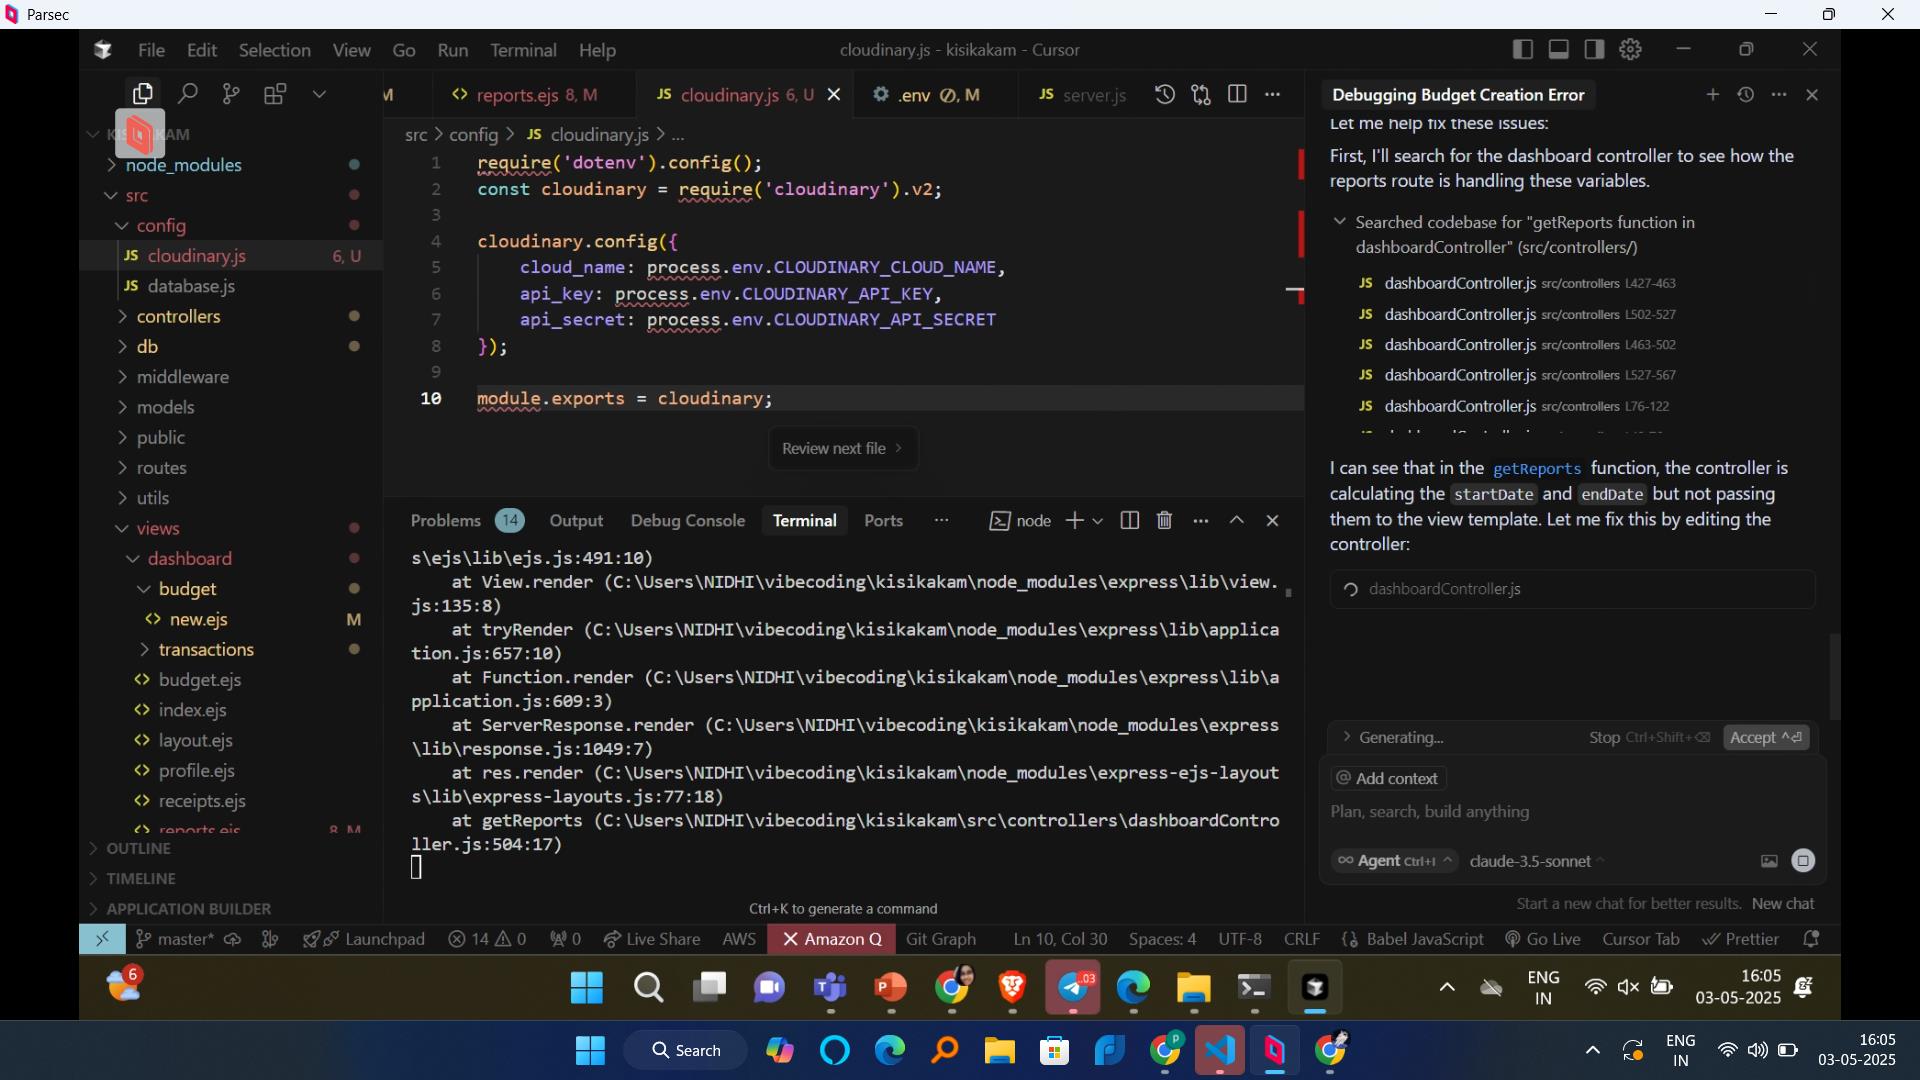 Parsec
File Edit Selection View Go Run Terminal Help
cloudinary.js - kisikakam - Cursor
M
reports.ejs 8, M
JS cloudinary.js 6, U
.env M
JS server.js
src > config > JS cloudinary.js > ...
node_modules
src
config
JS cloudinary.js 6, U
JS database.js
controllers
db
middleware
models
public
routes
utils
views
dashboard
budget
new.ejs M
transactions
budget.ejs
index.ejs
layout.ejs
profile.ejs
receipts.ejs
reports.ejs 8, M
OUTLINE
TIMELINE
APPLICATION BUILDER
1 require('dotenv').config();
2 const cloudinary = require('cloudinary').v2;
3
4 cloudinary.config({
5 cloud_name: process.env.CLOUDINARY_CLOUD_NAME,
6 api_key: process.env.CLOUDINARY_API_KEY,
7 api_secret: process.env.CLOUDINARY_API_SECRET
8 });
9
10 module.exports = cloudinary;
Review next file >
Problems 14 Output Debug Console Terminal Ports ... node
s\ejs\lib\ejs.js:491:10)
at View.render (C:\Users\NIDHI\vibecoding\kisikakam\node_modules\express\lib\view.
js:135:8)
at tryRender (C:\Users\NIDHI\vibecoding\kisikakam\node_modules\express\lib\applica
tion.js:657:10)
at Function.render (C:\Users\NIDHI\vibecoding\kisikakam\node_modules\express\lib\a
pplication.js:609:3)
at ServerResponse.render (C:\Users\NIDHI\vibecoding\kisikakam\node_modules\express
\lib\response.js:1049:7)
at res.render (C:\Users\NIDHI\vibecoding\kisikakam\node_modules\express-ejs-layout
s\lib\express-layouts.js:77:18)
at getReports (C:\Users\NIDHI\vibecoding\kisikakam\src\controllers\dashboardContro
ller.js:504:17)
Ctrl+K to generate a command
Debugging Budget Creation Error
Let me help fix these issues:
First, I'll search for the dashboard controller to see how the
reports route is handling these variables.
Searched codebase for "getReports function in
dashboardController" (src/controllers/)
JS dashboardController.js src/controllers L427-463
JS dashboardController.js src/controllers L502-527
JS dashboardController.js src/controllers L463-502
JS dashboardController.js src/controllers L527-567
JS dashboardController.js src/controllers L76-122
I can see that in the getReports function, the controller is
calculating the startDate and endDate but not passing
them to the view template. Let me fix this by editing the
controller:
dashboardController.js
> Generating... Stop Ctrl+Shift+⌫ Accept ^⏎
@ Add context
Plan, search, build anything
∞ Agent Ctrl+I ^ claude-3.5-sonnet ^
Start a new chat for better results. New chat
master* Launchpad 14 0 0 Live Share AWS Amazon Q Git Graph Ln 10, Col 30 Spaces: 4 UTF-8 CRLF {} Babel JavaScript Go Live Cursor Tab Prettier
6
.03
ENG
IN
16:05
03-05-2025
Search
P
ENG
IN
16:05
03-05-2025